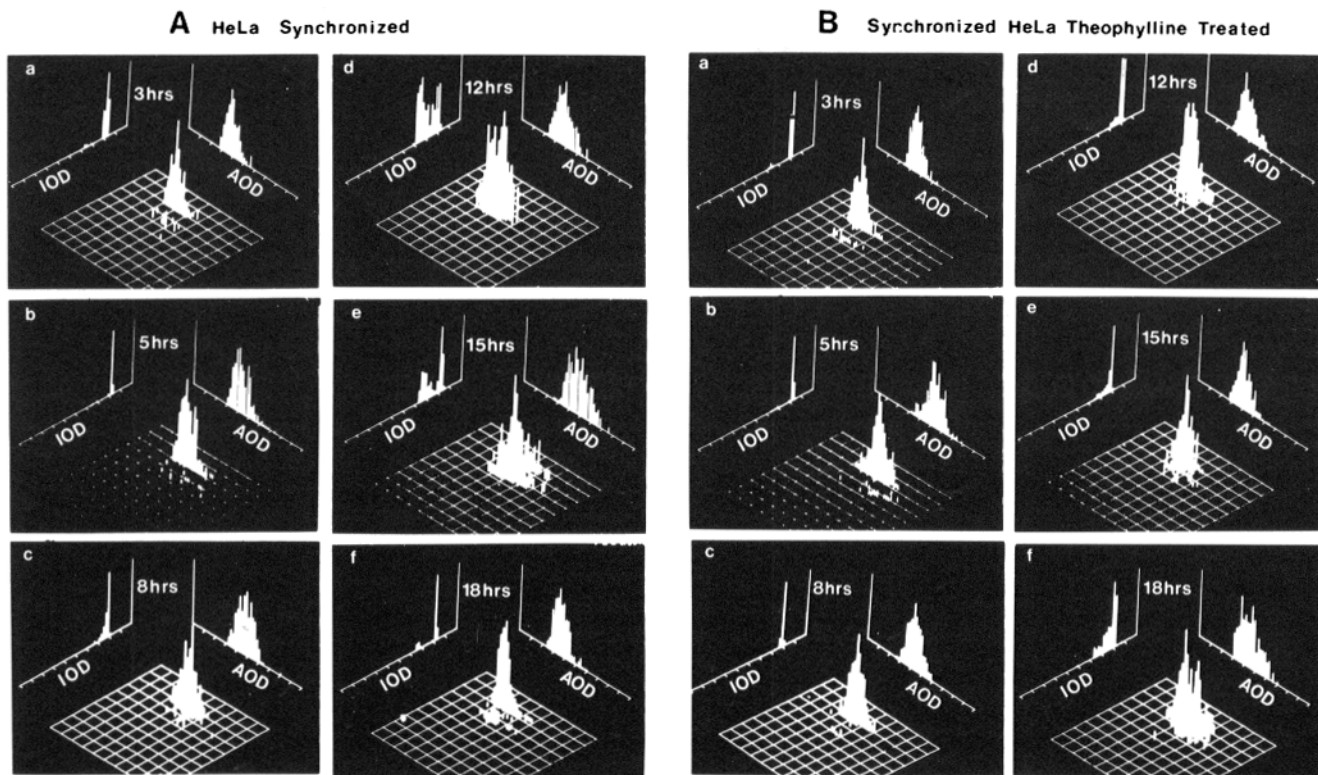 A HeLa Synchronized
a
3hrs
IOD
AOD
d
12hrs
IOD
AOD
b
5hrs
IOD
AOD
e
15hrs
IOD
AOD
c
8hrs
IOD
AOD
f
18hrs
IOD
AOD
B Synchronized HeLa Theophylline Treated
a
3hrs
IOD
AOD
d
12hrs
IOD
AOD
b
5hrs
IOD
AOD
e
15hrs
IOD
AOD
c
8hrs
IOD
AOD
f
18hrs
IOD
AOD